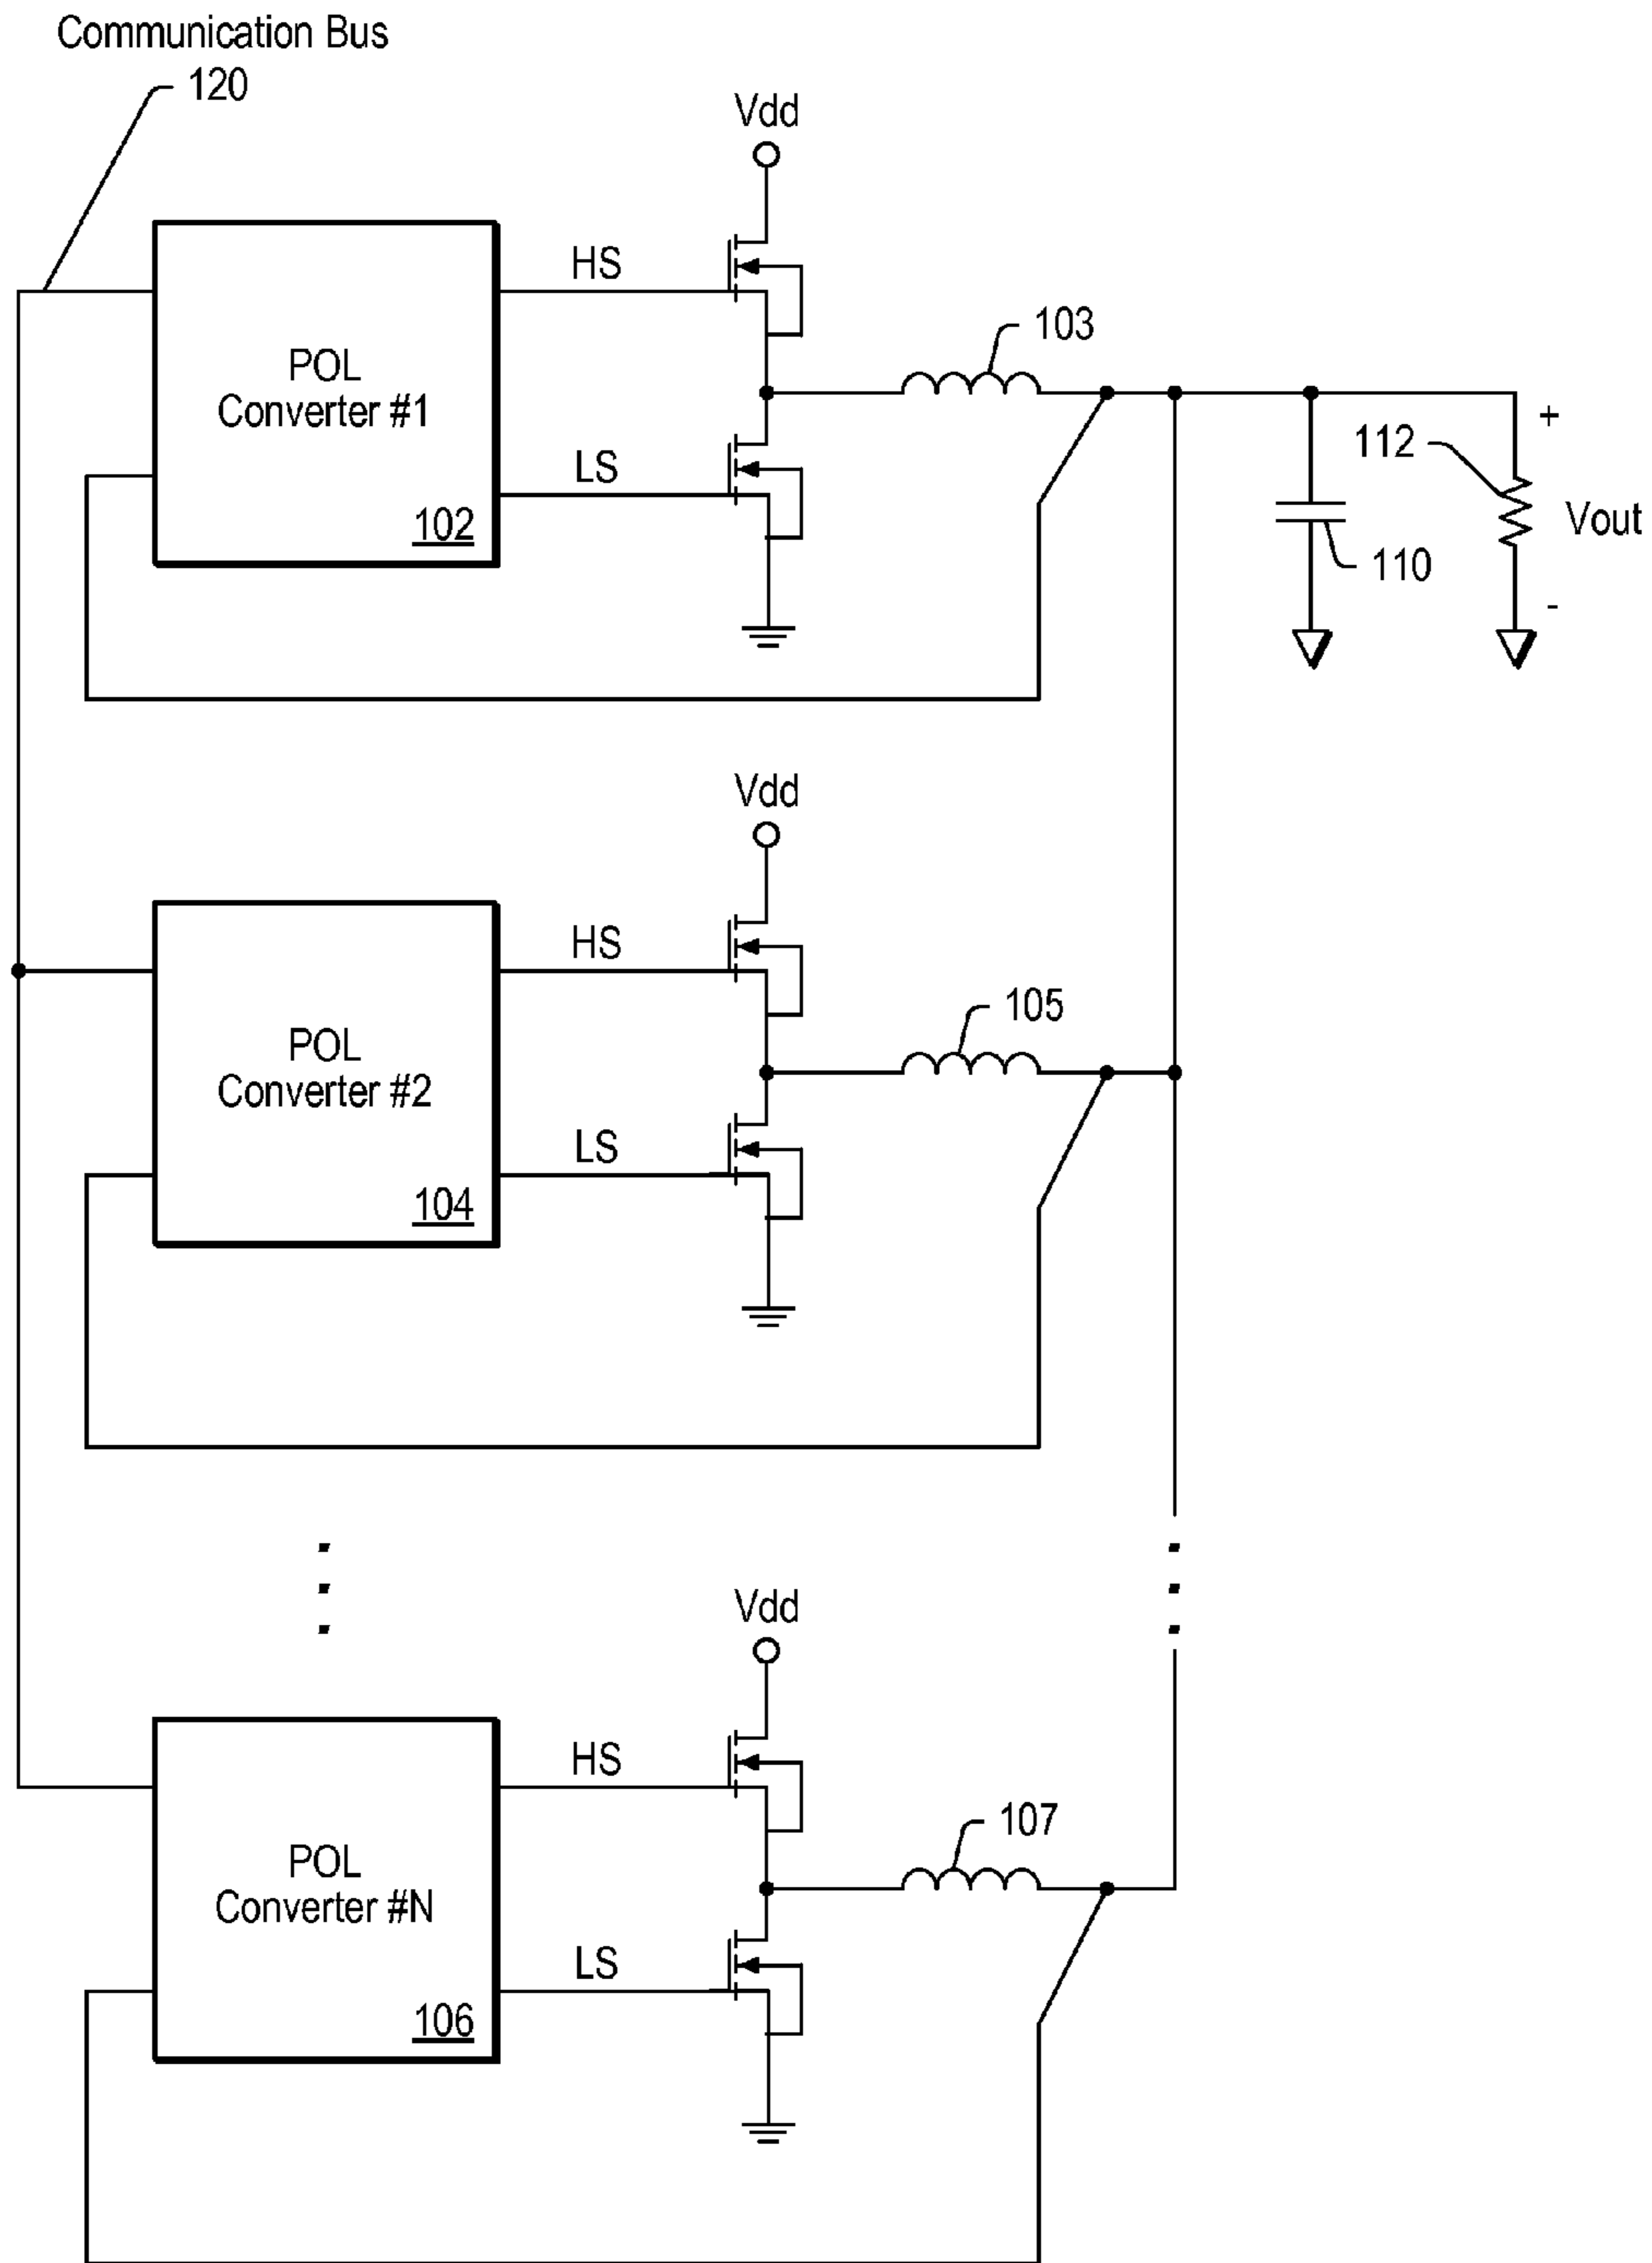 Communication Bus
120
Vdd
HS
POL
Converter #1
LS
102
103
112
+
Vout
110
-
Vdd
HS
POL
Converter #2
LS
104
105
Vdd
HS
POL
Converter #N
LS
106
107